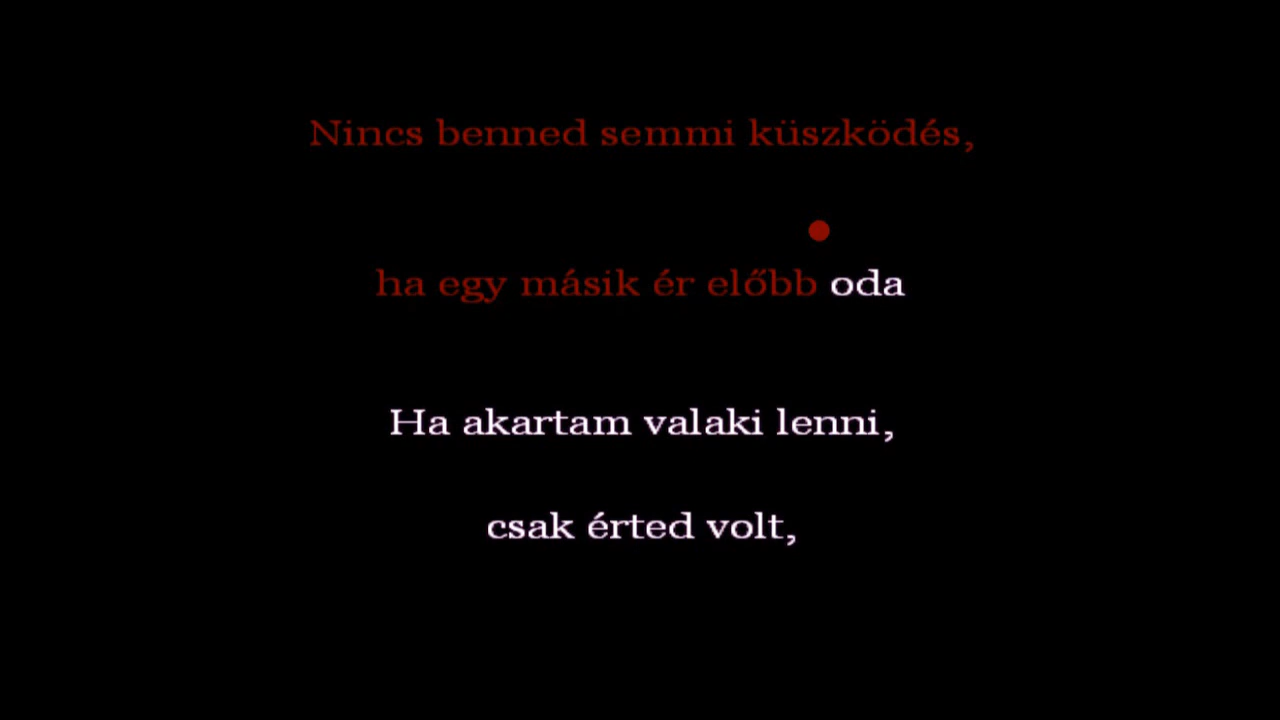 Nincs benned semmi küszködés,
ha egy másik ér előbb oda
Ha akartam valaki lenni,
csak érted volt,